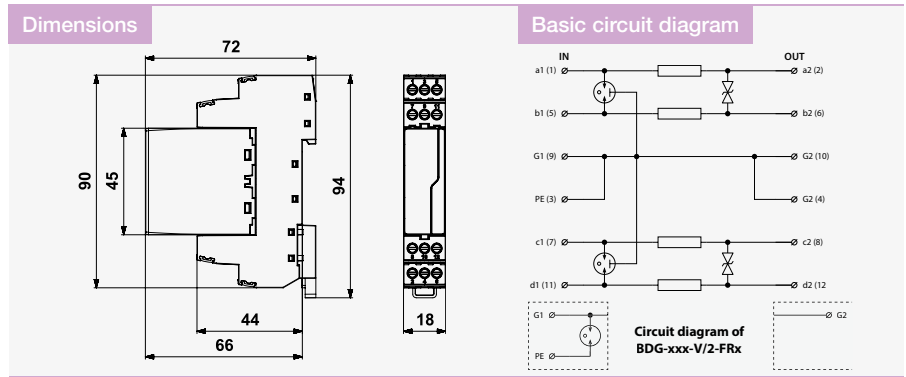 Dimensions
72
90
45
94
44
66
18
Basic circuit diagram
IN
OUT
a1 (1)
a2 (2)
b1 (5)
b2 (6)
G1 (9)
G2 (10)
PE (3)
G2 (4)
c1 (7)
c2 (8)
d1 (11)
d2 (12
G1
G2
Circuit diagram of
BDG-xxx-V/2-FRx
PE